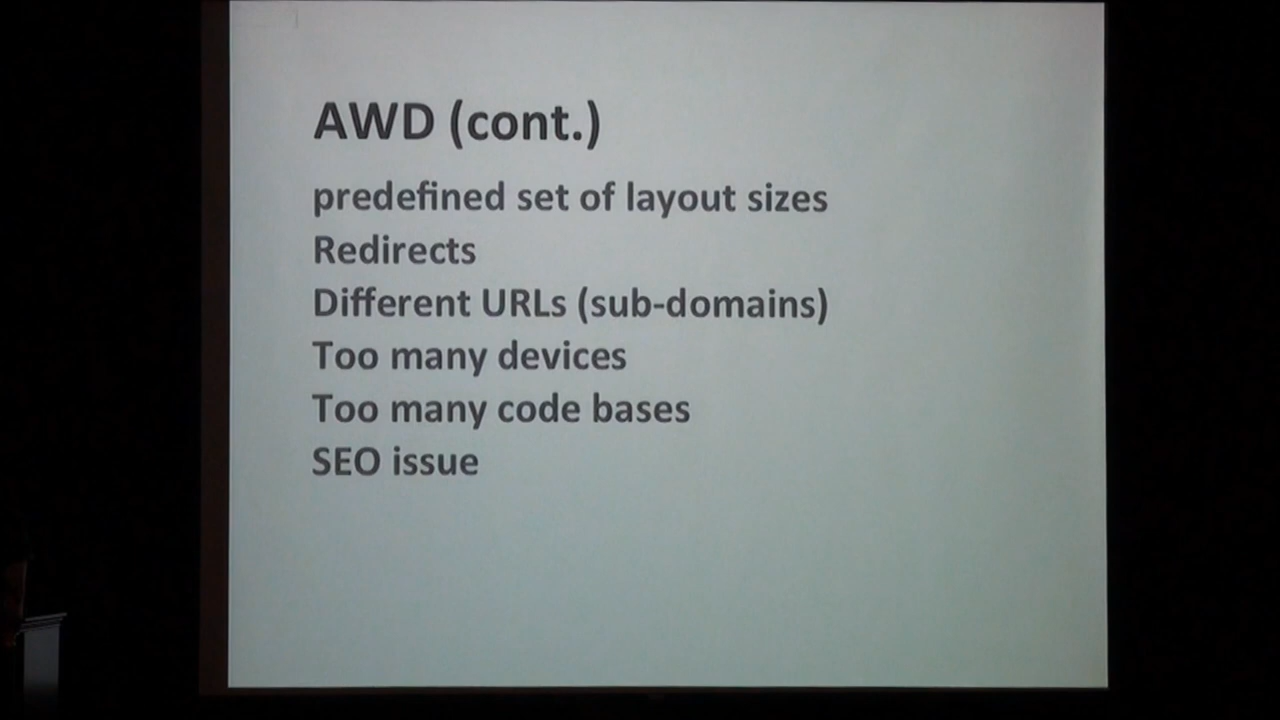 AWD (cont.)
predefined set of layout sizes
Redirects
Different URLs (sub-domains)
Too many devices
Too many code bases
SEO issue